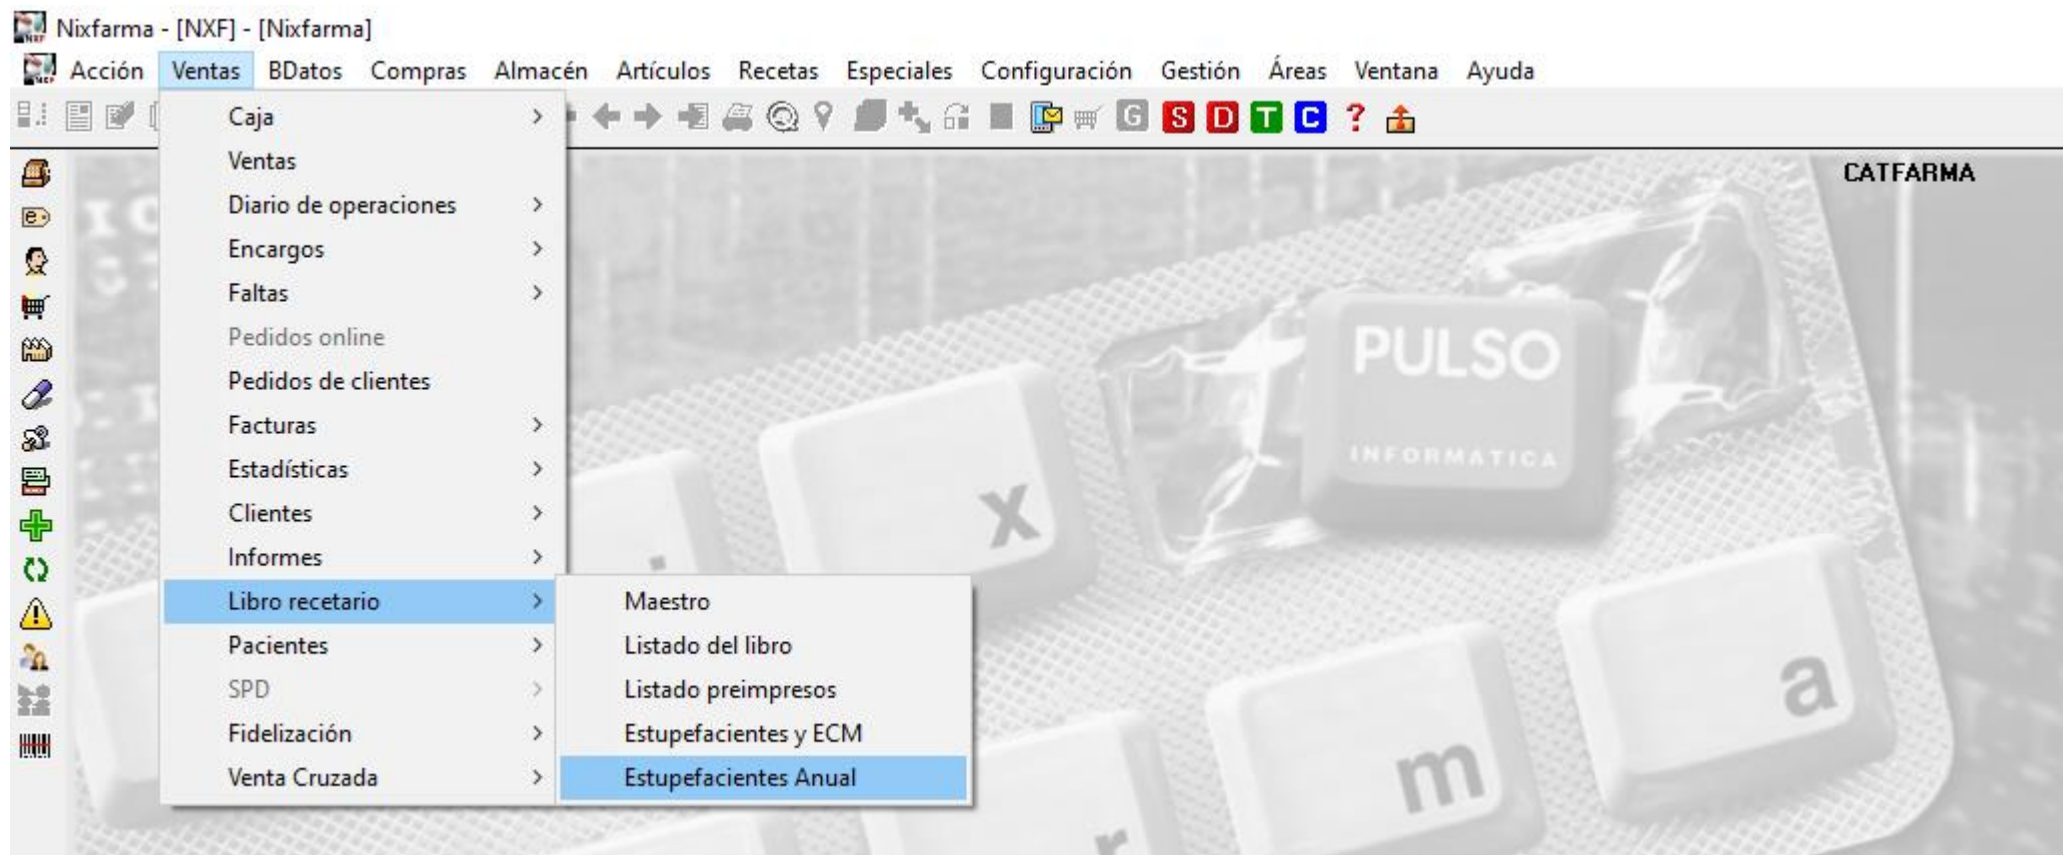 Nixfarma - [NXF] - [Nixfarma]
Acción Ventas BDatos Compras Almacén Artículos Recetas Especiales Configuración Gestión Áreas Ventana Ayuda
G S D T C ?
CATFARMA
Caja
Ventas
Diario de operaciones
Encargos
Faltas
Pedidos online
Pedidos de clientes
Facturas
Estadísticas
Clientes
Informes
Libro recetario
Pacientes
SPD
Fidelización
Venta Cruzada
Maestro
Listado del libro
Listado preimpresos
Estupefacientes y ECM
Estupefacientes Anual
PULSO
INFORMATICA
x
a
m
r